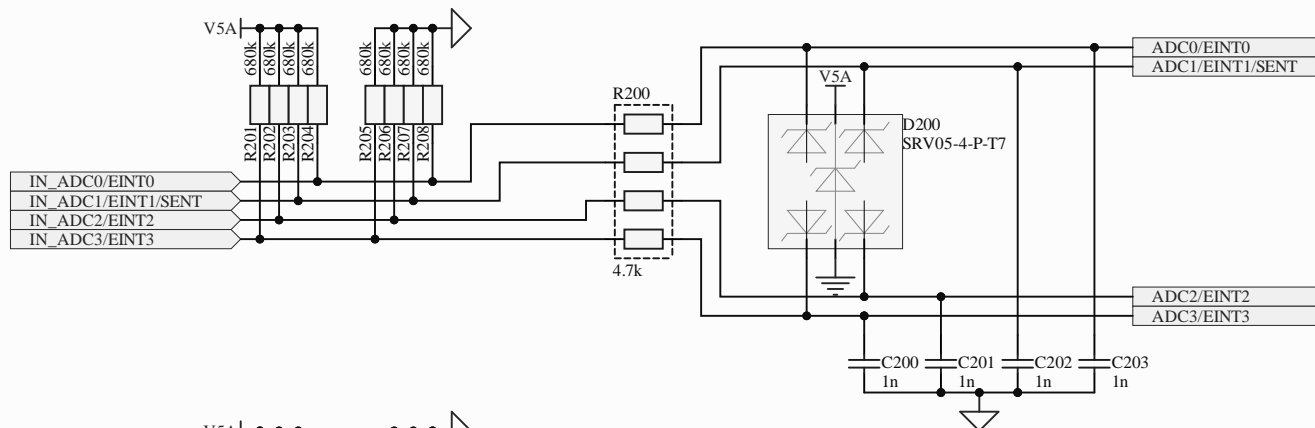 V5A
680k
680k
680k
680k
680k
680k
680k
680k
R201
R202
R203
R204
R205
R206
R207
R208
IN_ADC0/EINT0
IN_ADC1/EINT1/SENT
IN_ADC2/EINT2
IN_ADC3/EINT3
R200
4.7k
V5A
D200
SRV05-4-P-T7
ADC0/EINT0
ADC1/EINT1/SENT
ADC2/EINT2
ADC3/EINT3
C200
1n
C201
1n
C202
1n
C203
1n
V5A